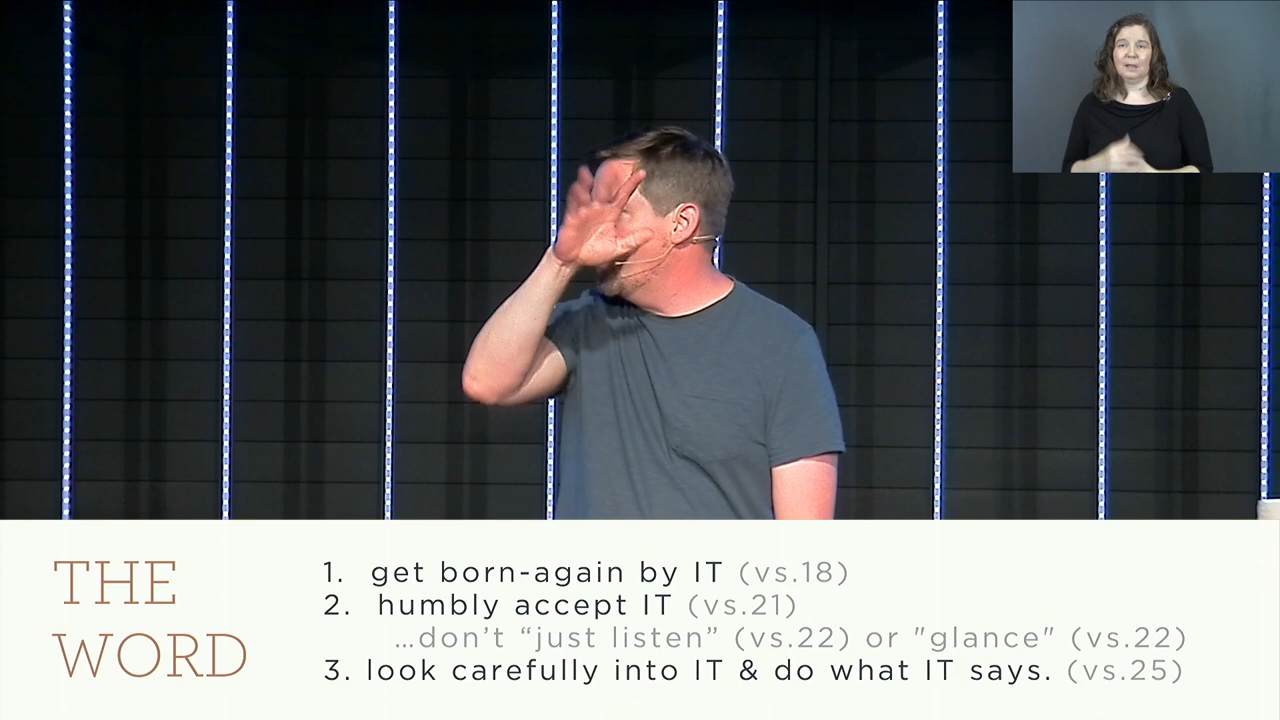 THE
WORD
1. get born-again by IT (vs.18)
2. humbly accept IT (vs.21)
...don’t “just listen” (vs.22) or "glance" (vs.22)
3. look carefully into IT & do what IT says. (vs.25)